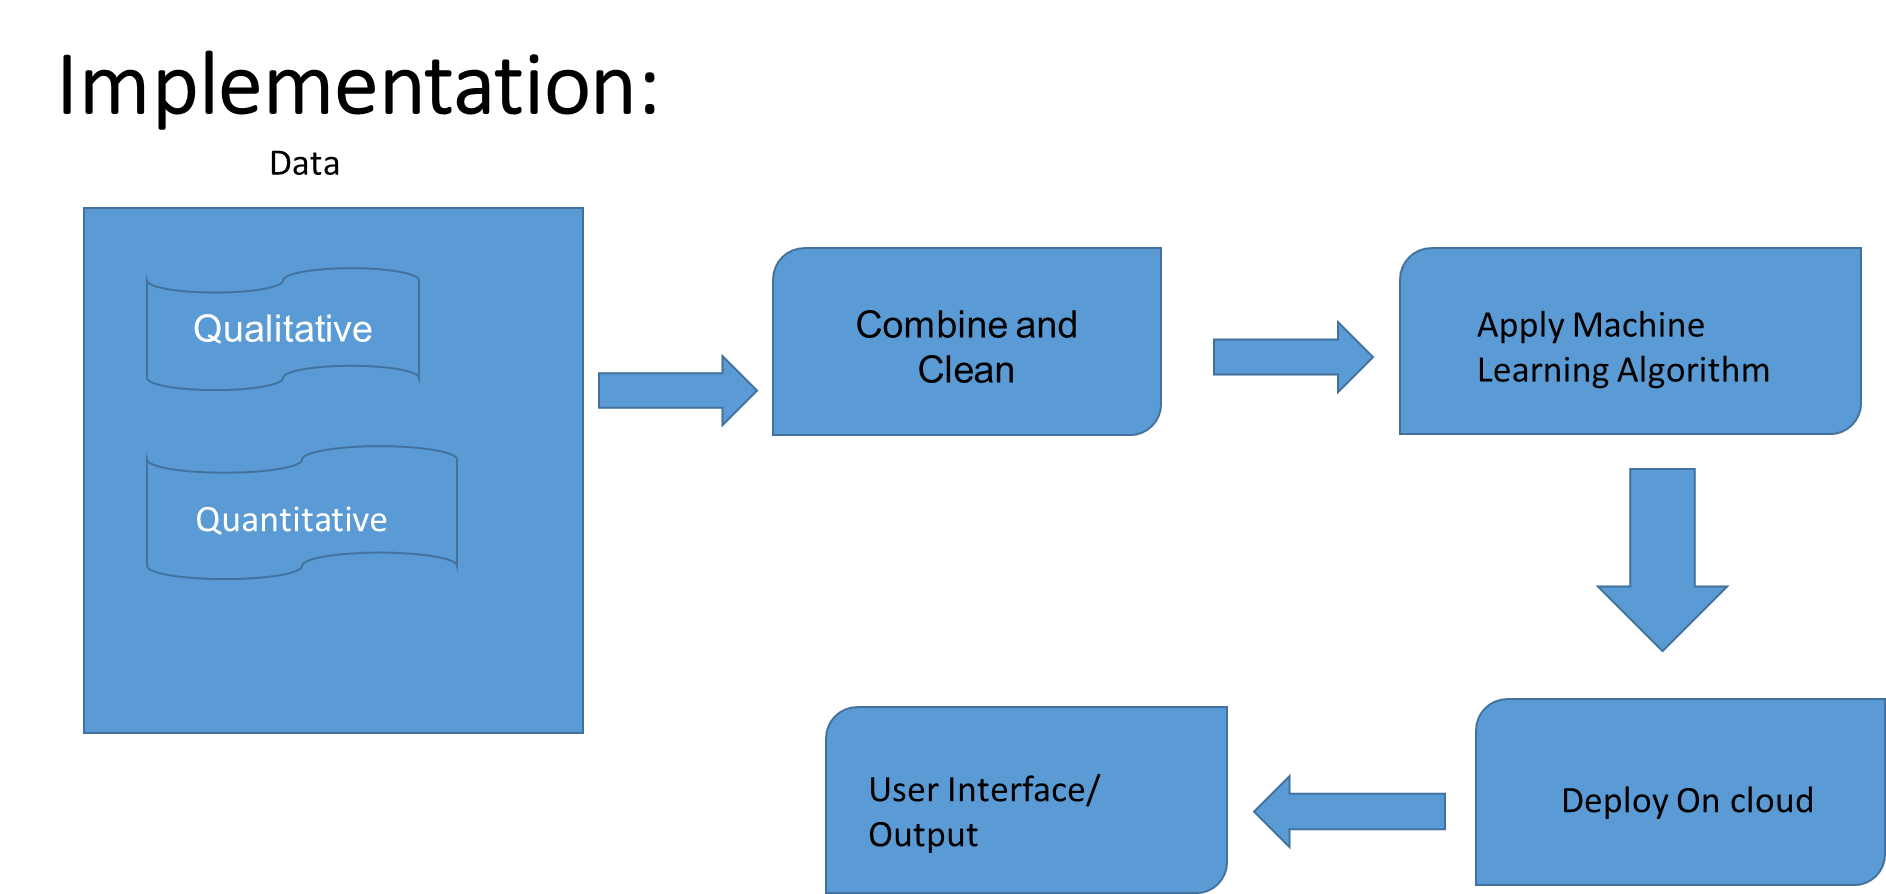 Implementation:
Data
Qualitative
Quantitative
Combine and
Clean
Apply Machine
Learning Algorithm
Deploy On cloud
User Interface/
Output